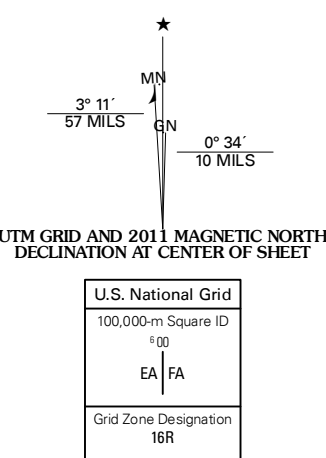 ★
MN
3° 11´
57 MILS
GN
0° 34´
10 MILS
UTM GRID AND 2011 MAGNETIC NORTH
DECLINATION AT CENTER OF SHEET
U.S. National Grid
100,000-m Square ID
⁶00
EA FA
Grid Zone Designation
16R